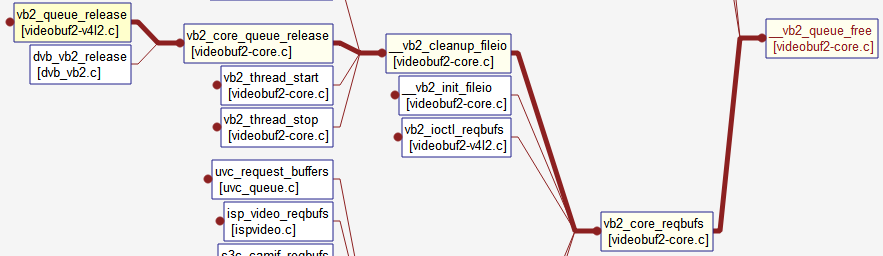 vb2_queue_release
[videobuf2-v4l2.c]
dvb_vb2_release
[dvb_vb2.c]
vb2_core_queue_release
[videobuf2-core.c]
vb2_thread_start
[videobuf2-core.c]
vb2_thread_stop
[videobuf2-core.c]
uvc_request_buffers
[uvc_queue.c]
isp_video_reqbufs
[ispvideo.c]
s3c_camif_reqbufs
__vb2_cleanup_fileio
[videobuf2-core.c]
__vb2_init_fileio
[videobuf2-core.c]
vb2_ioctl_reqbufs
[videobuf2-v4l2.c]
vb2_core_reqbufs
[videobuf2-core.c]
__vb2_queue_free
[videobuf2-core.c]